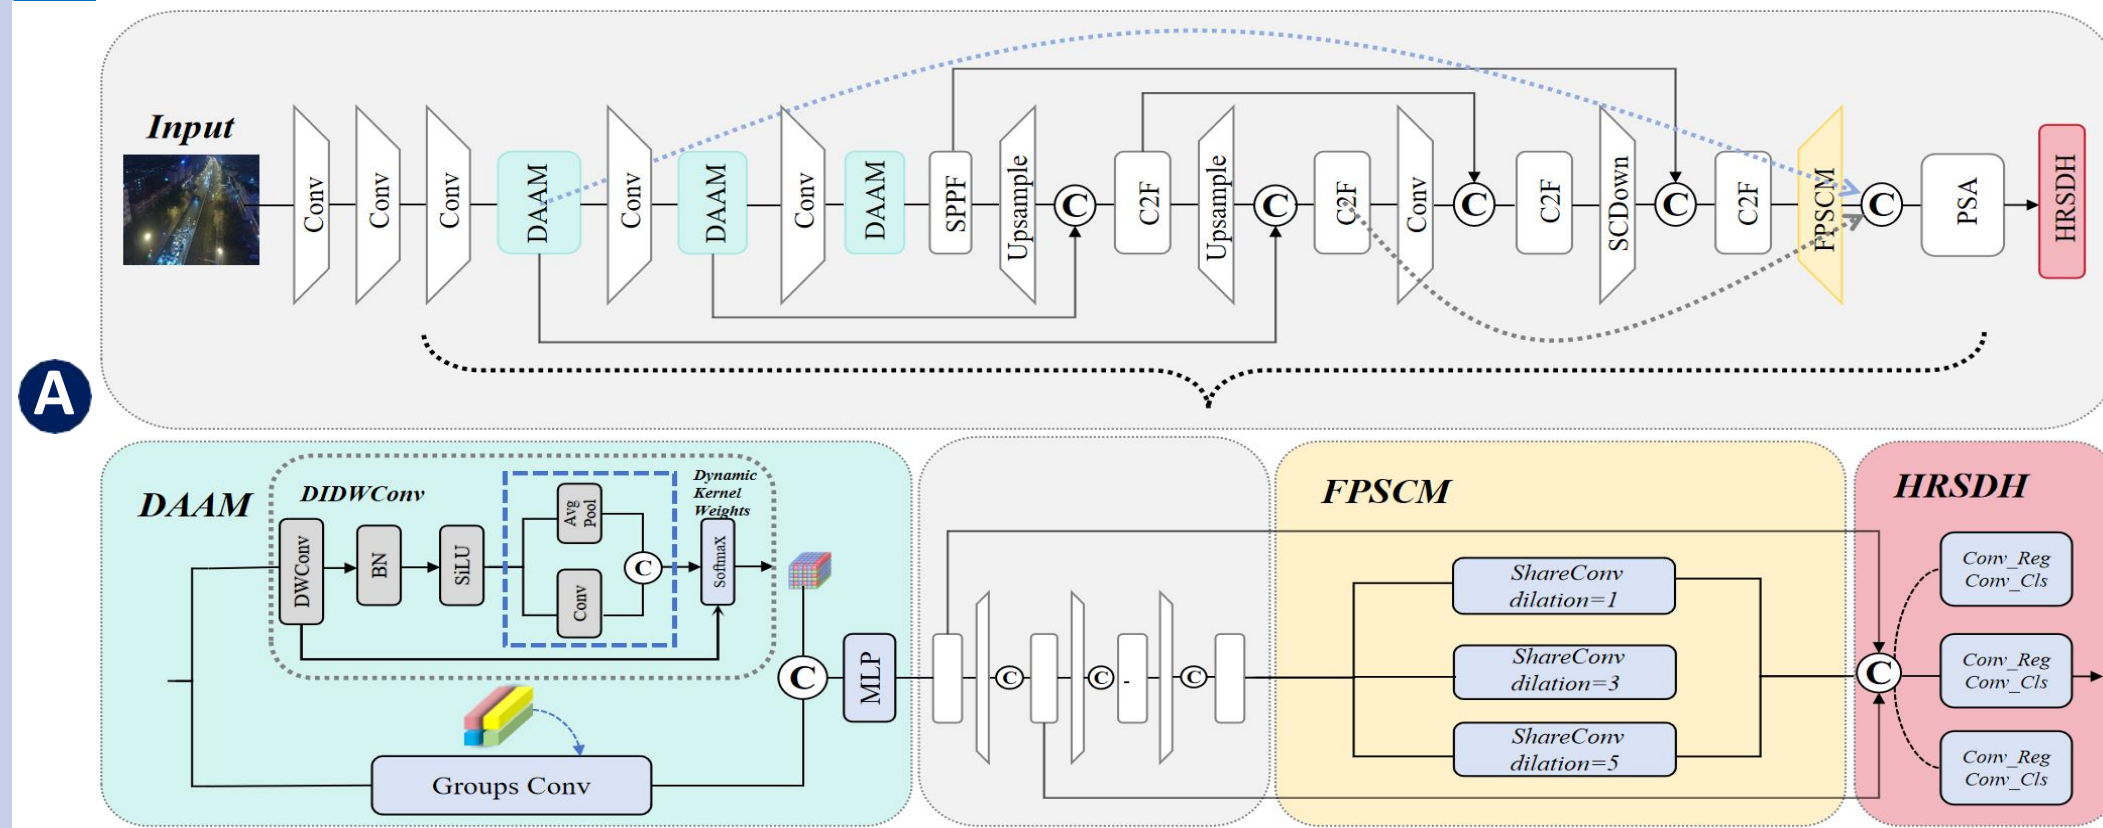 A
Input
Conv
Conv
Conv
DAAM
Conv
DAAM
Conv
DAAM
SPPF
Upsample
C
C2F
Upsample
C
C2F
Conv
C
C2F
SCDown
C
C2F
FPSCM
C
PSA
HRSDH
DAAM
DIDWConv
Dynamic
Kernel
Weights
DWConv
BN
SiLU
Avg
Pool
Conv
C
Softmax
C
MLP
Groups Conv
C
C
-
C
FPSCM
ShareConv
dilation=1
ShareConv
dilation=3
ShareConv
dilation=5
HRSDH
C
Conv_Reg
Conv_Cls
Conv_Reg
Conv_Cls
Conv_Reg
Conv_Cls